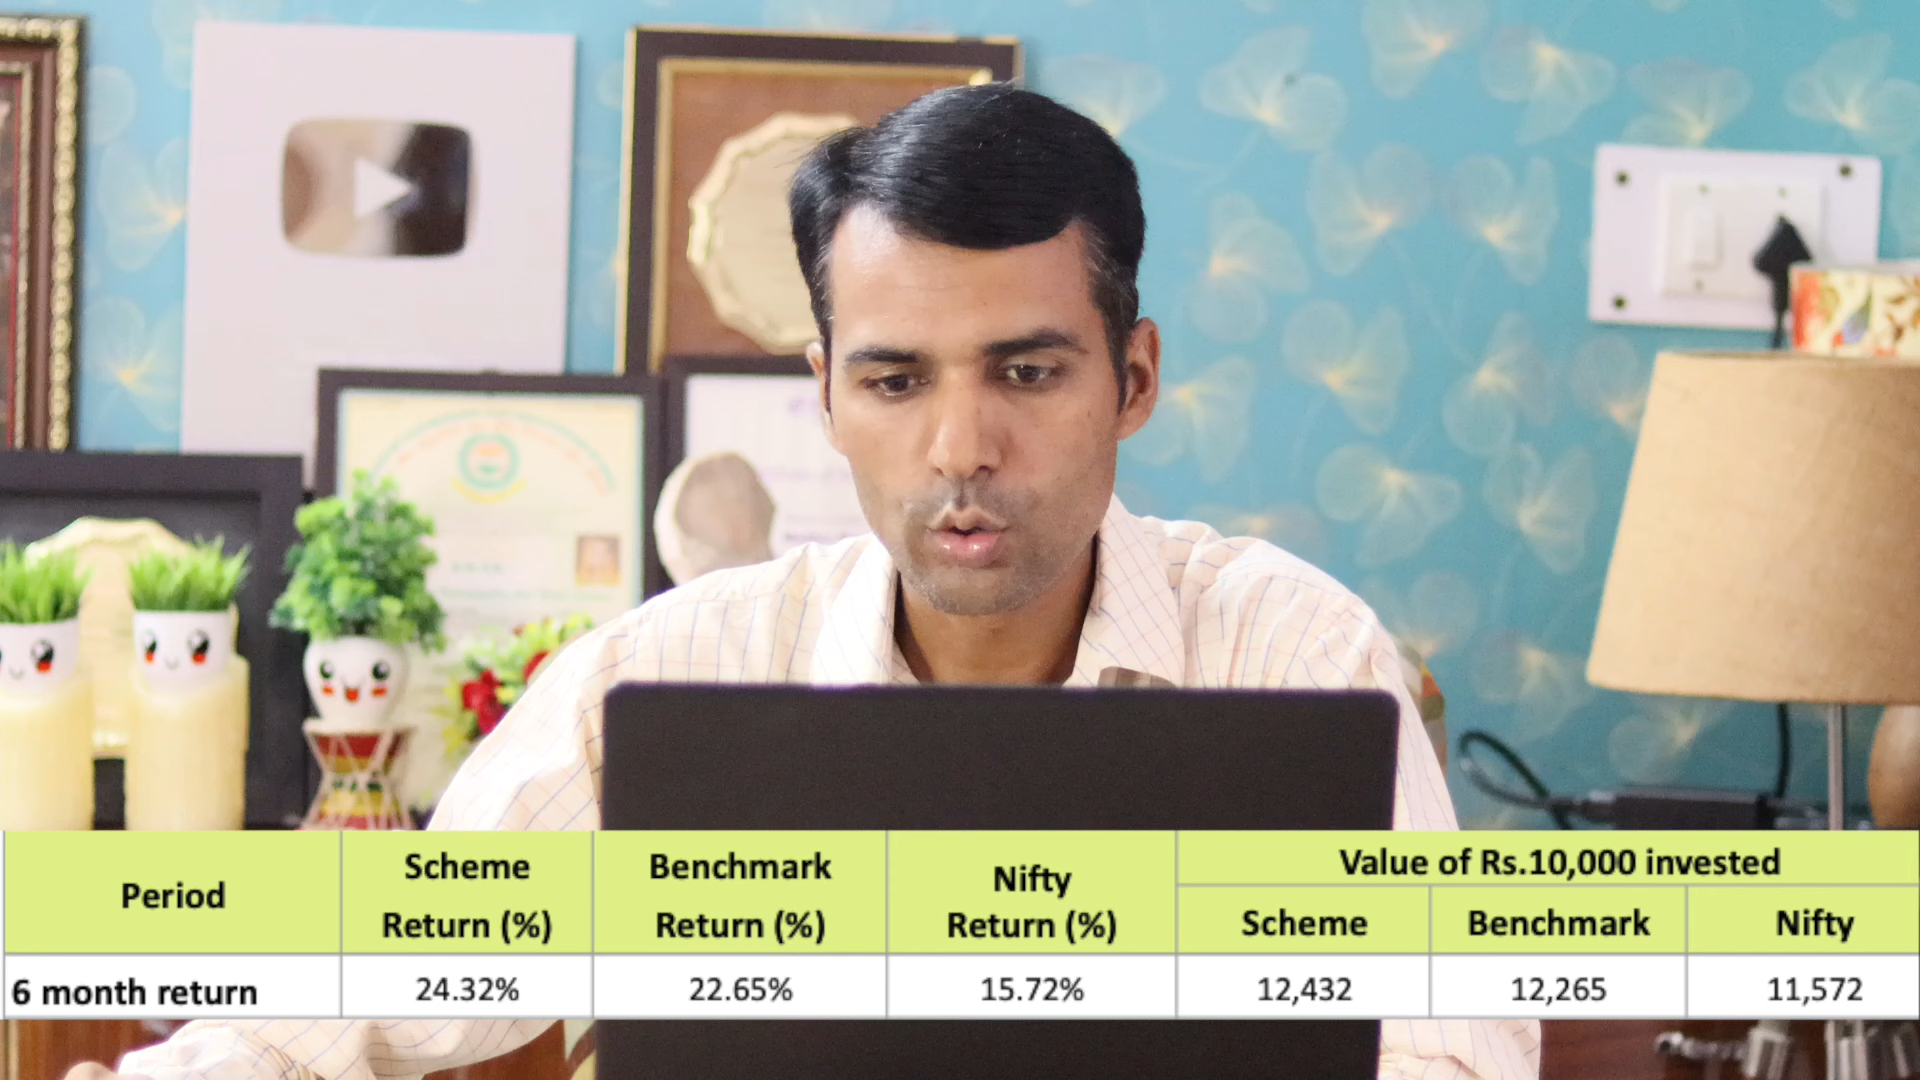 Period
Scheme
Return (%)
Benchmark
Return (%)
Nifty
Return (%)
Value of Rs.10,000 invested
Scheme
Benchmark
Nifty
6 month return
24.32%
22.65%
15.72%
12,432
12,265
11,572